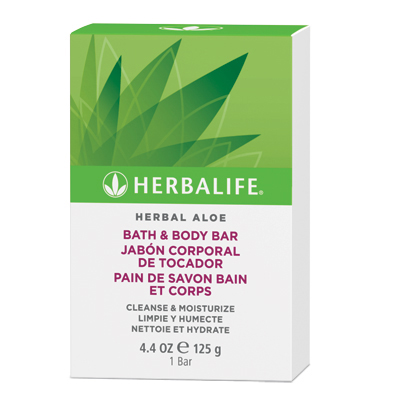 HERBALIFE®
HERBAL ALOE
BATH & BODY BAR
JABÓN CORPORAL
DE TOCADOR
PAIN DE SAVON BAIN
ET CORPS
CLEANSE & MOISTURIZE
LIMPIE Y HUMECTE
NETTOIE ET HYDRATE
4.4 OZ ℮ 125 g
1 Bar